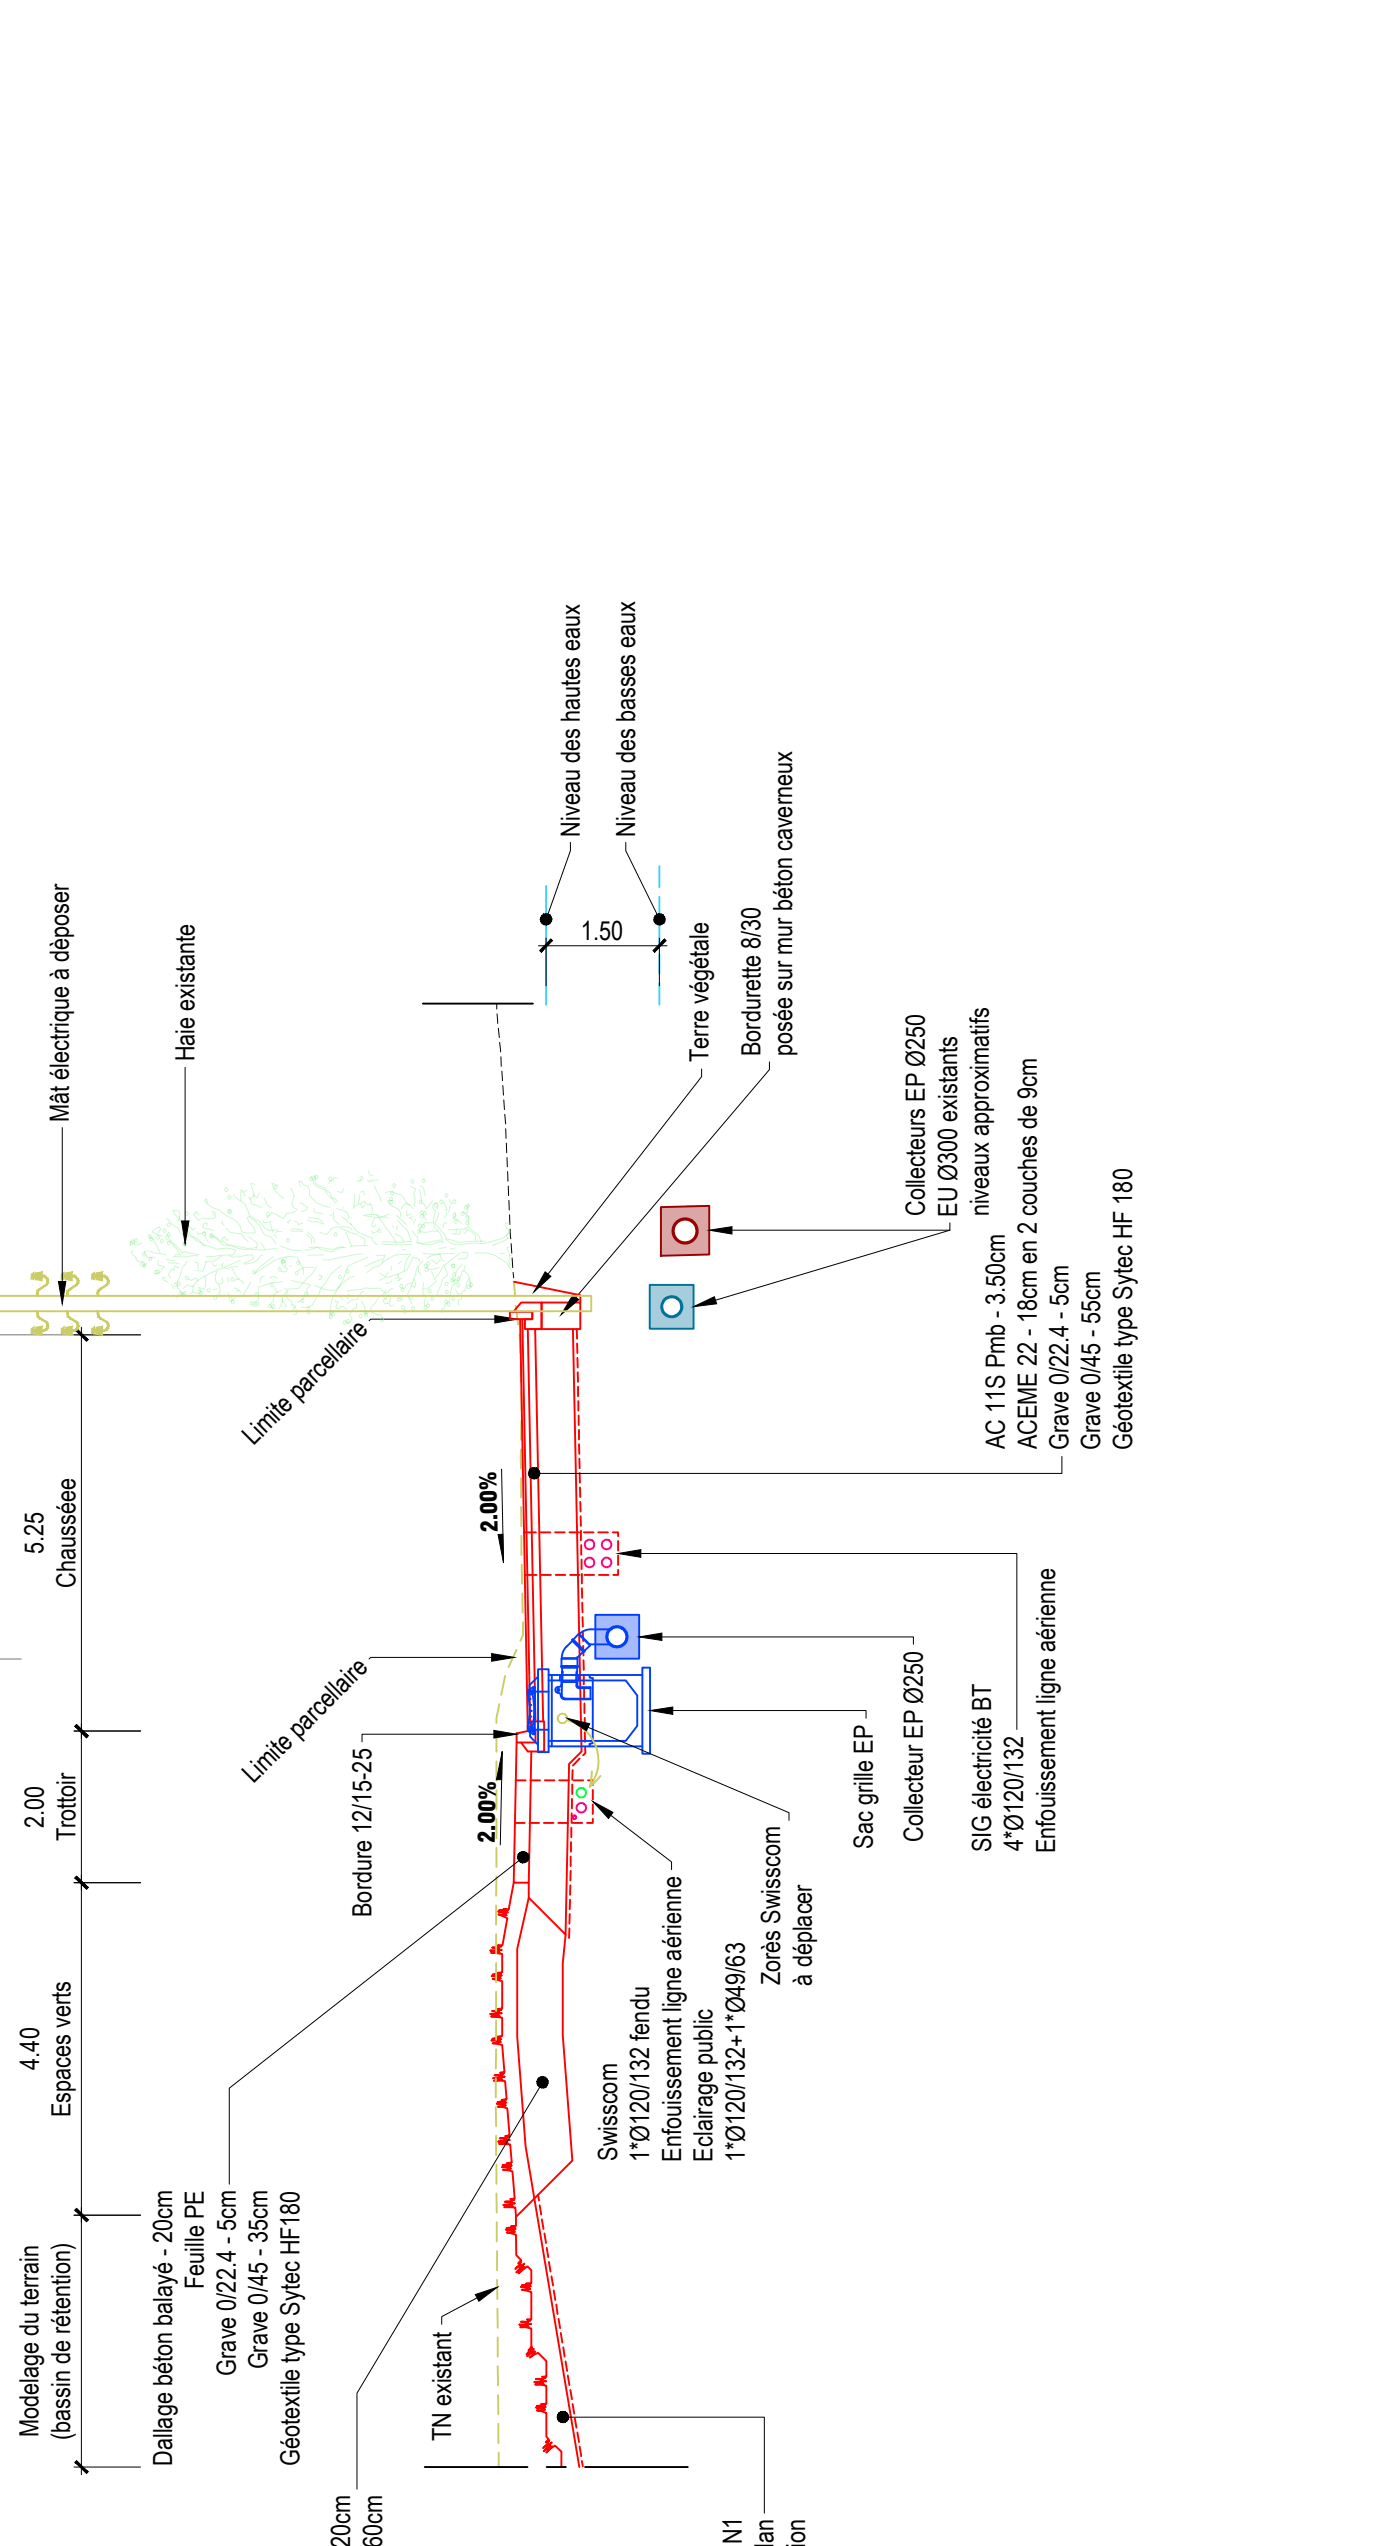 Modelage du terrain
(bassin de rétention)
4.40
Espaces verts
2.00
Trottoir
5.25
Chausséee
Mât électrique à dèposer
Haie existante
Dallage béton balayé - 20cm
Feuille PE
Grave 0/22.4 - 5cm
Grave 0/45 - 35cm
Géotextile type Sytec HF180
Limite parcellaire
Limite parcellaire
Bordure 12/15-25
20cm
60cm
TN existant
2.00%
2.00%
Niveau des hautes eaux
Niveau des basses eaux
1.50
Terre végétale
Bordurette 8/30
posée sur mur béton caverneux
Swisscom
1*Ø120/132 fendu
Enfouissement ligne aérienne
Eclairage public
1*Ø120/132+1*Ø49/63
Zorès Swisscom
à déplacer
Sac grille EP
Collecteur EP Ø250
SIG électricité BT
4*Ø120/132
Enfouissement ligne aérienne
Collecteurs EP Ø250
EU Ø300 existants
niveaux approximatifs
AC 11S Pmb - 3.50cm
ACEME 22 - 18cm en 2 couches de 9cm
Grave 0/22.4 - 5cm
Grave 0/45 - 55cm
Géotextile type Sytec HF 180
N1
lan
ion